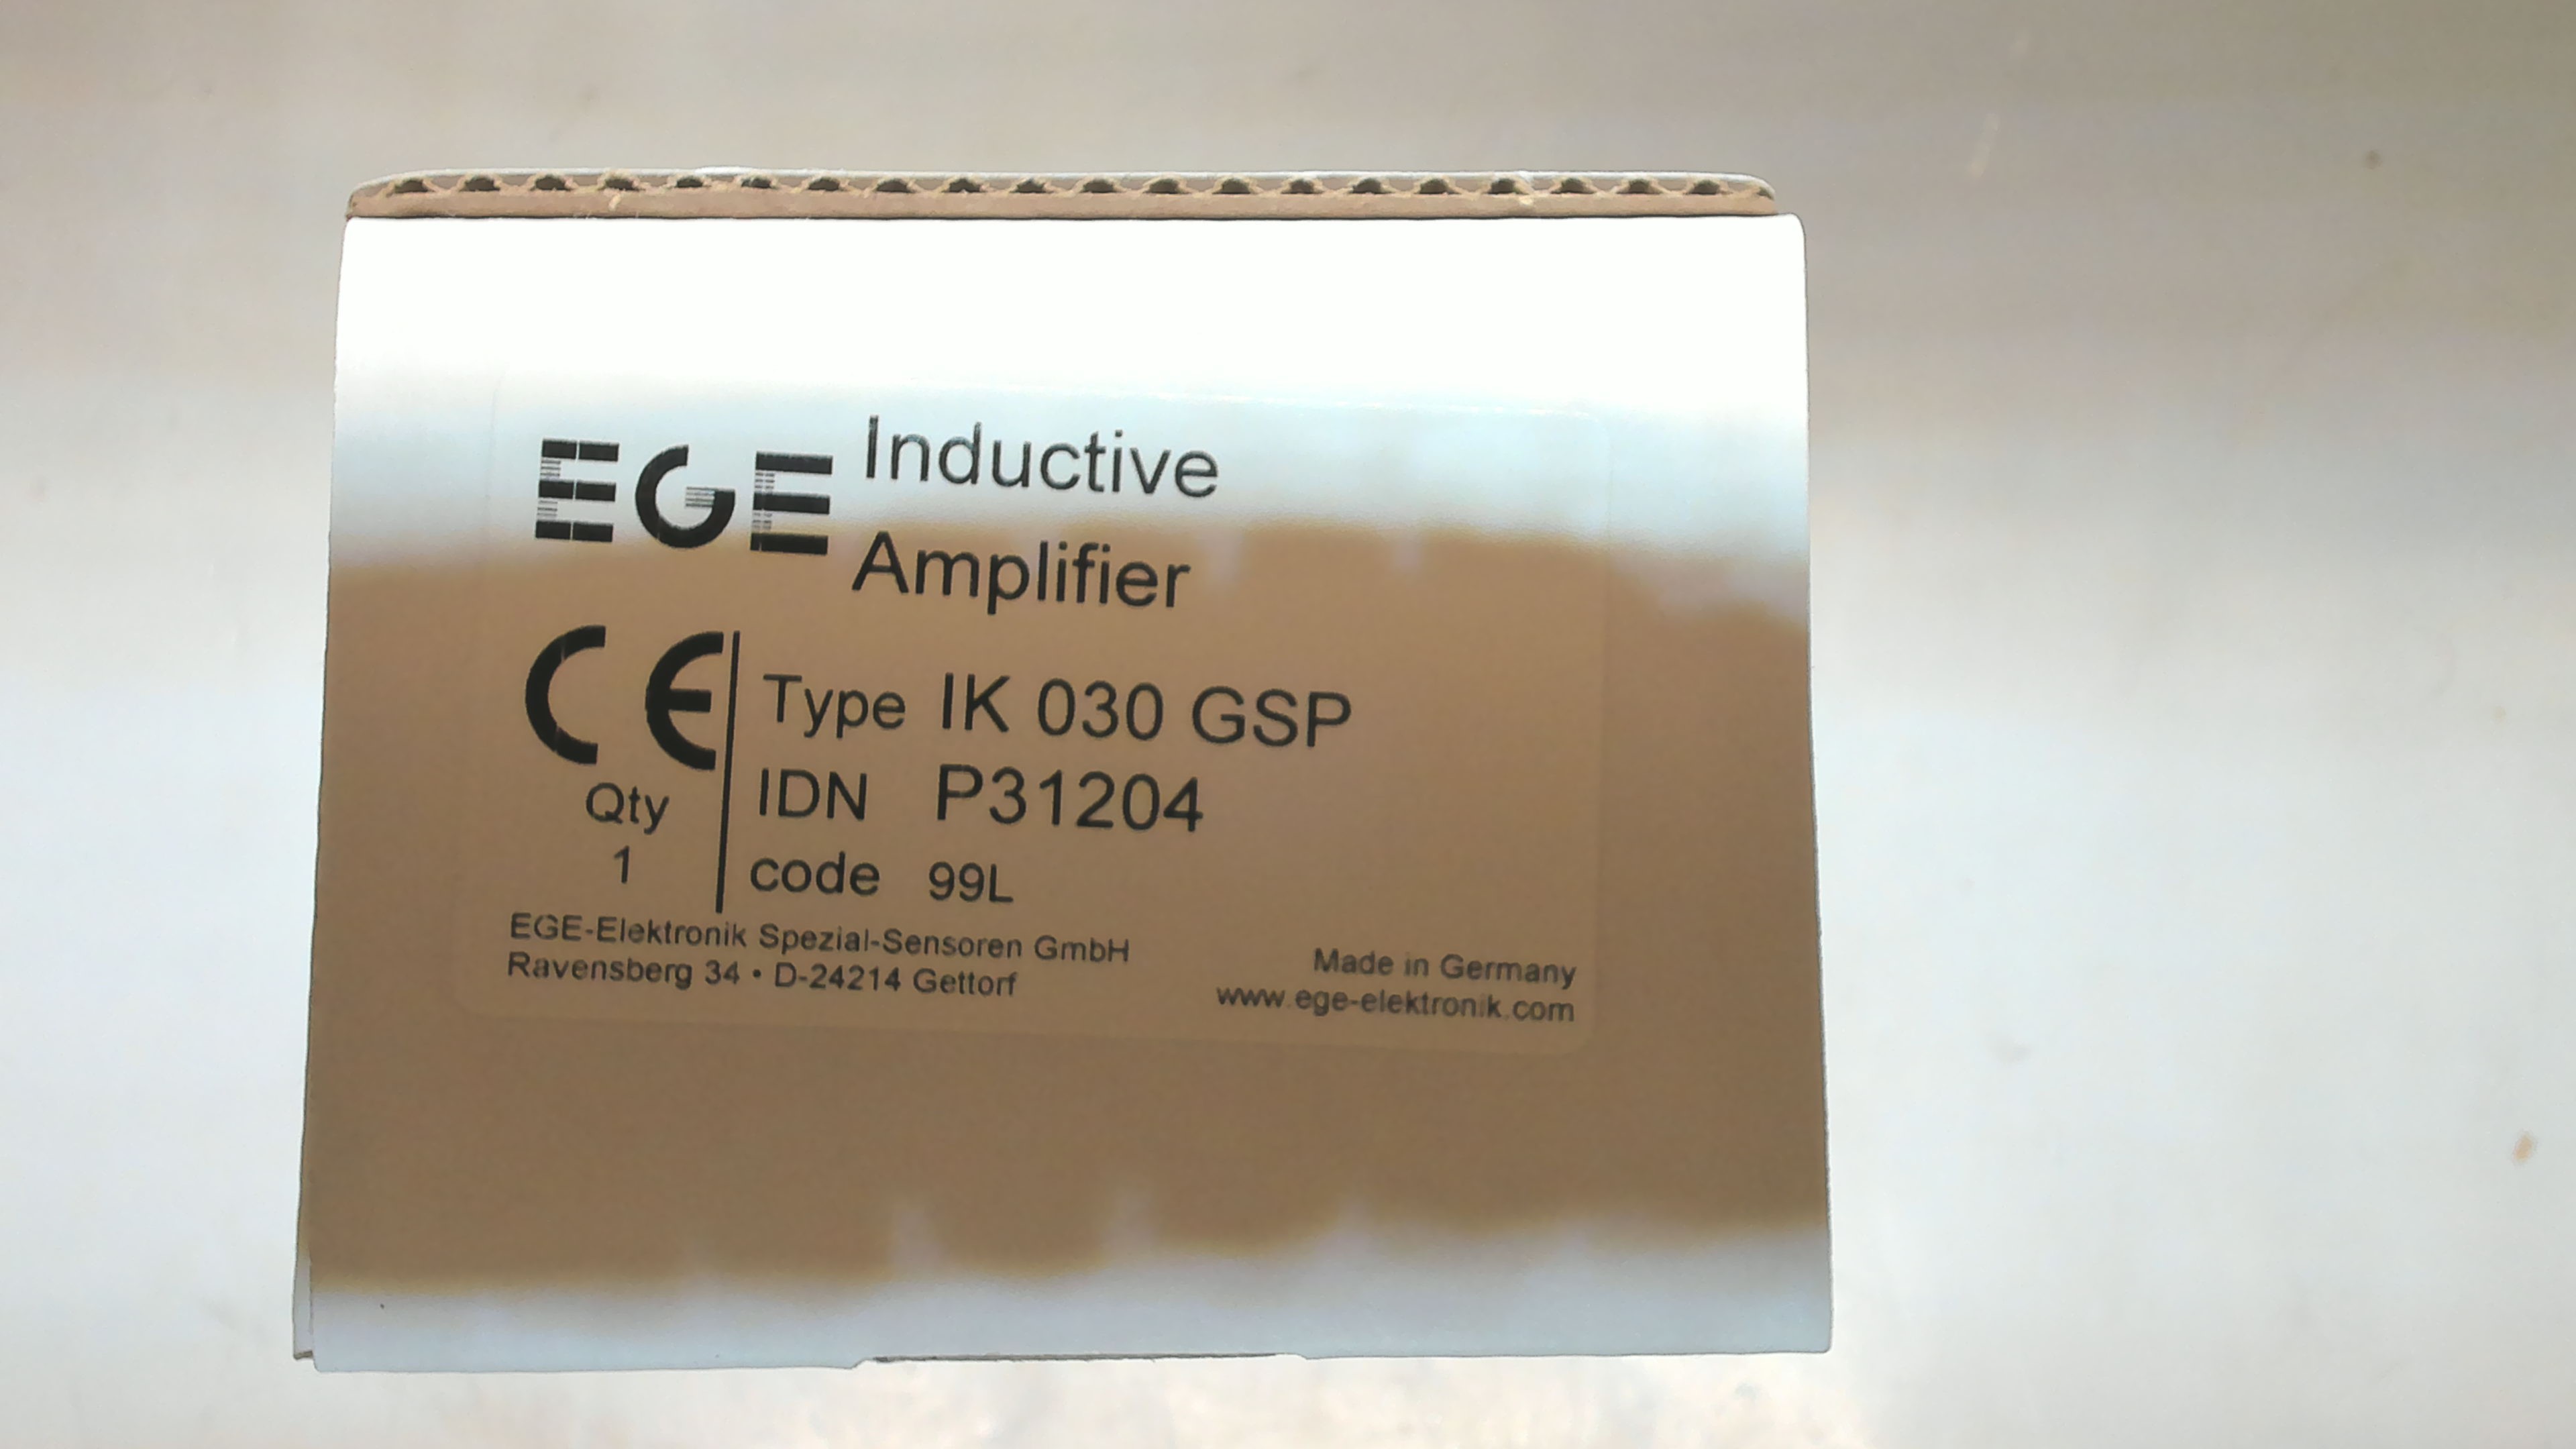 EGE Inductive
Amplifier
CE
Type IK 030 GSP
IDN P31204
Qty
1
code 99L
EGE-Elektronik Spezial-Sensoren GmbH
Ravensberg 34 • D-24214 Gettorf
Made in Germany
www.ege-elektronik.com